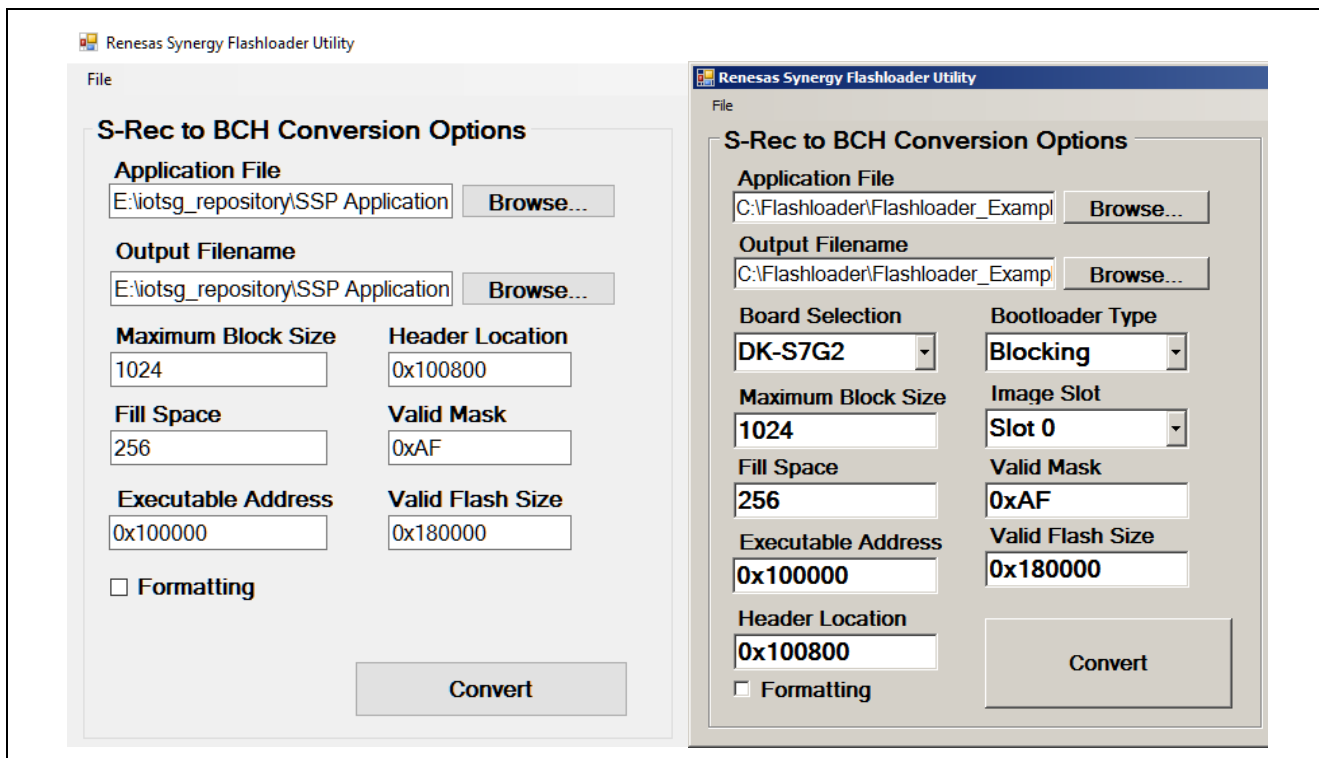 Renesas Synergy Flashloader Utility
File
S-Rec to BCH Conversion Options
Application File
E:\iotsg_repository\SSP Application
Browse...
Output Filename
E:\iotsg_repository\SSP Application
Browse...
Maximum Block Size
Header Location
1024
0x100800
Fill Space
Valid Mask
256
0xAF
Executable Address
Valid Flash Size
0x100000
0x180000
Formatting
Convert
Renesas Synergy Flashloader Utility
File
S-Rec to BCH Conversion Options
Application File
C:\Flashloader\Flashloader_Exampl
Browse...
Output Filename
C:\Flashloader\Flashloader_Examp
Browse...
Board Selection
Bootloader Type
DK-S7G2
Blocking
Maximum Block Size
Image Slot
1024
Slot 0
Fill Space
Valid Mask
256
0xAF
Executable Address
Valid Flash Size
0x100000
0x180000
Header Location
0x100800
Convert
Formatting